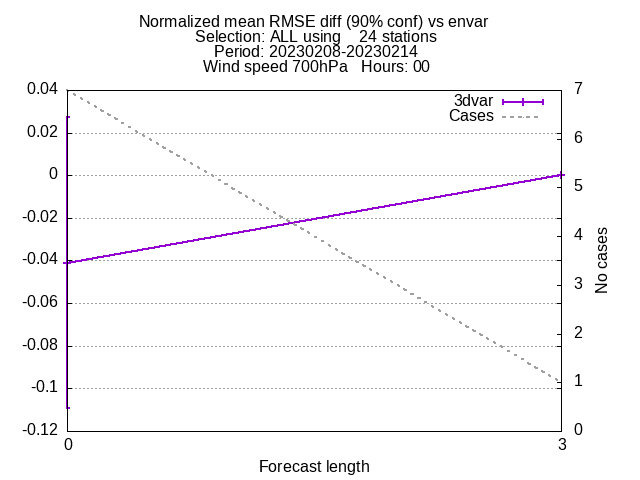 Normalized mean RMSE diff (90% conf) vs envar
Selection: ALL using    24 stations
Period: 20230208-20230214
Wind speed 700hPa   Hours: 00
3dvar
Cases
0.04
0.02
0
-0.02
-0.04
-0.06
-0.08
-0.1
-0.12
7
6
5
4
3
2
1
0
No cases
0
3
Forecast length